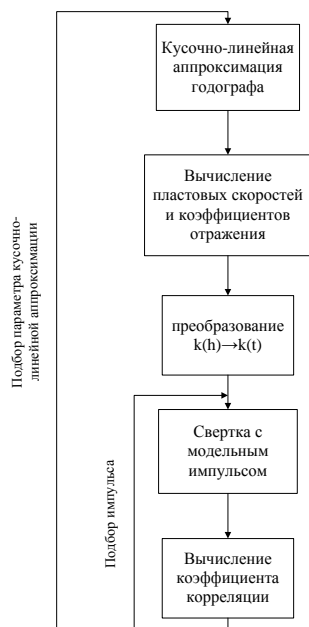 Кусочно-линейная
аппроксимация
годографа
Вычисление
пластовых скоростей
и коэффициентов
отражения
преобразование
k(h)→k(t)
Свертка с
модельным
импульсом
Вычисление
коэффициента
корреляции
Подбор параметра кусочно-
линейной аппроксимации
Подбор импульса